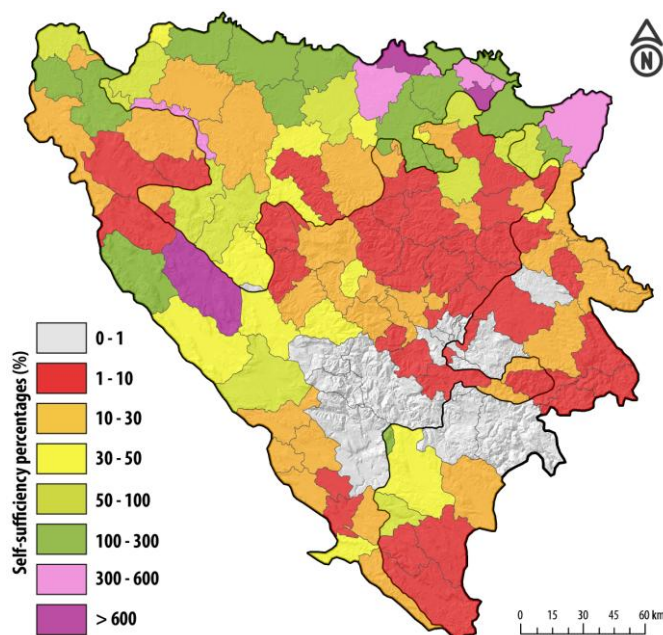 N
Self-sufficiency percentages (%)
0 - 1
1 - 10
10 - 30
30 - 50
50 - 100
100 - 300
300 - 600
> 600
0 15 30 45 60 km